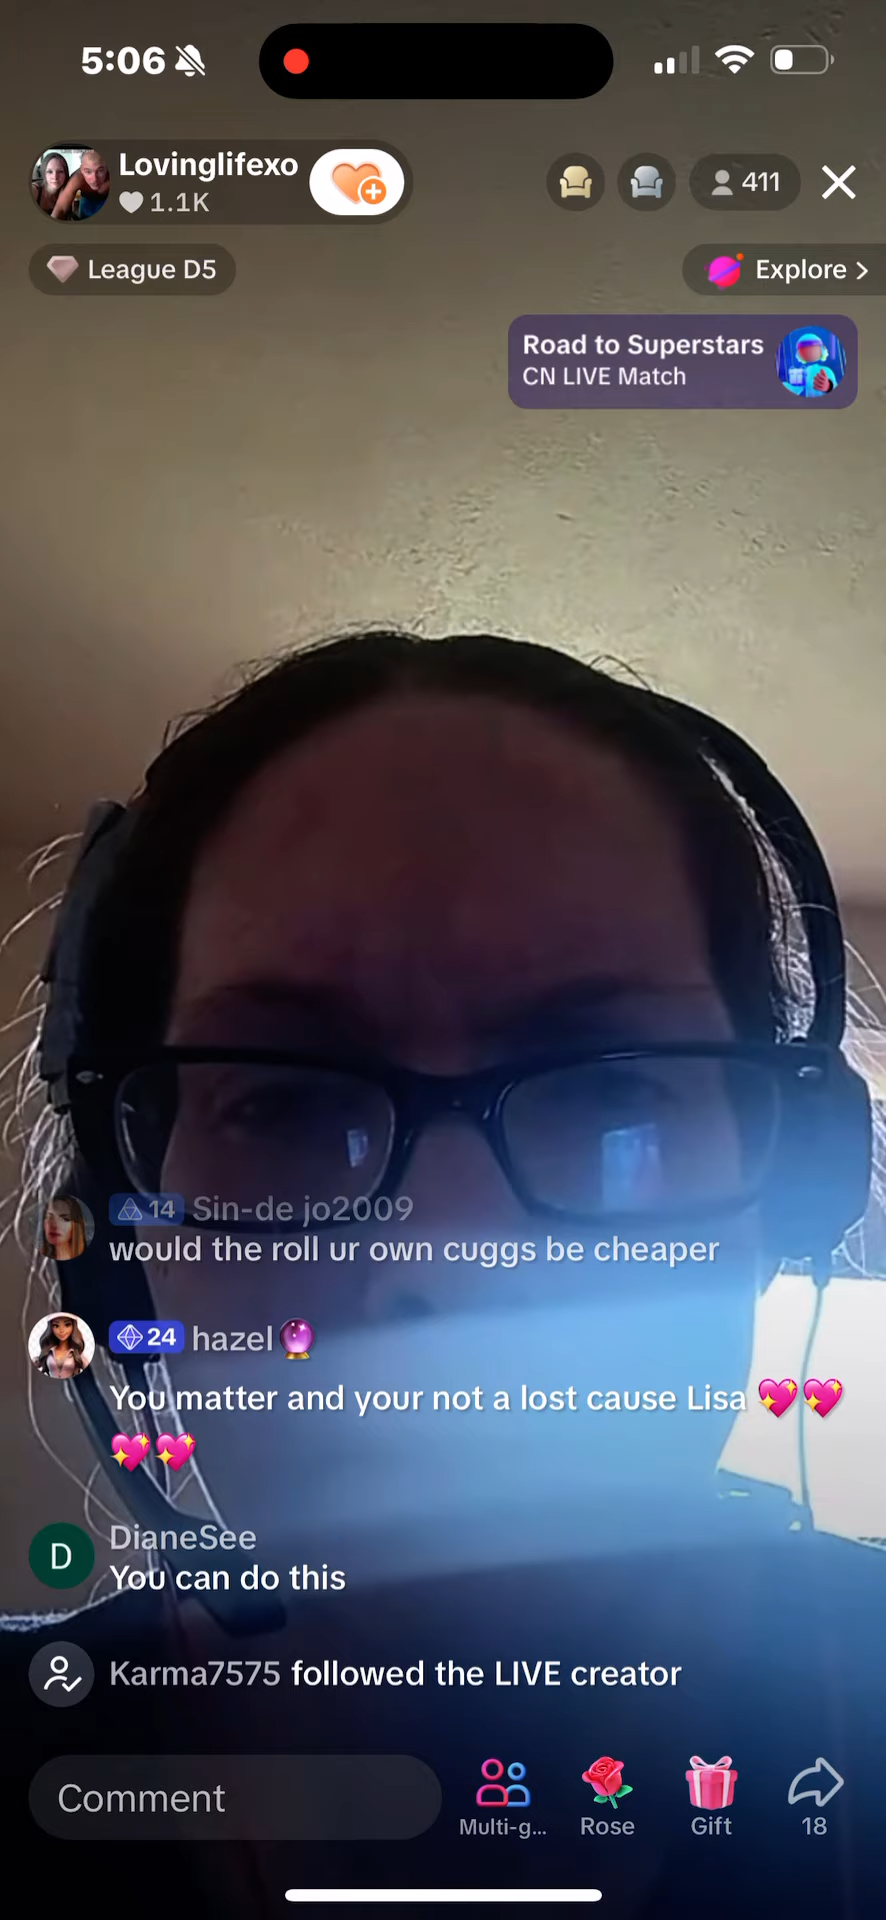 5:06
Lovinglifexo
1.1K
411
League D5
Explore >
Road to Superstars
CN LIVE Match
14 Sin-de jo2009
would the roll ur own cuggs be cheaper
24 hazel🔮
You matter and your not a lost cause Lisa 💖💖
💖💖
D
DianeSee
You can do this
Karma7575 followed the LIVE creator
Comment
Multi-g...
Rose
Gift
18